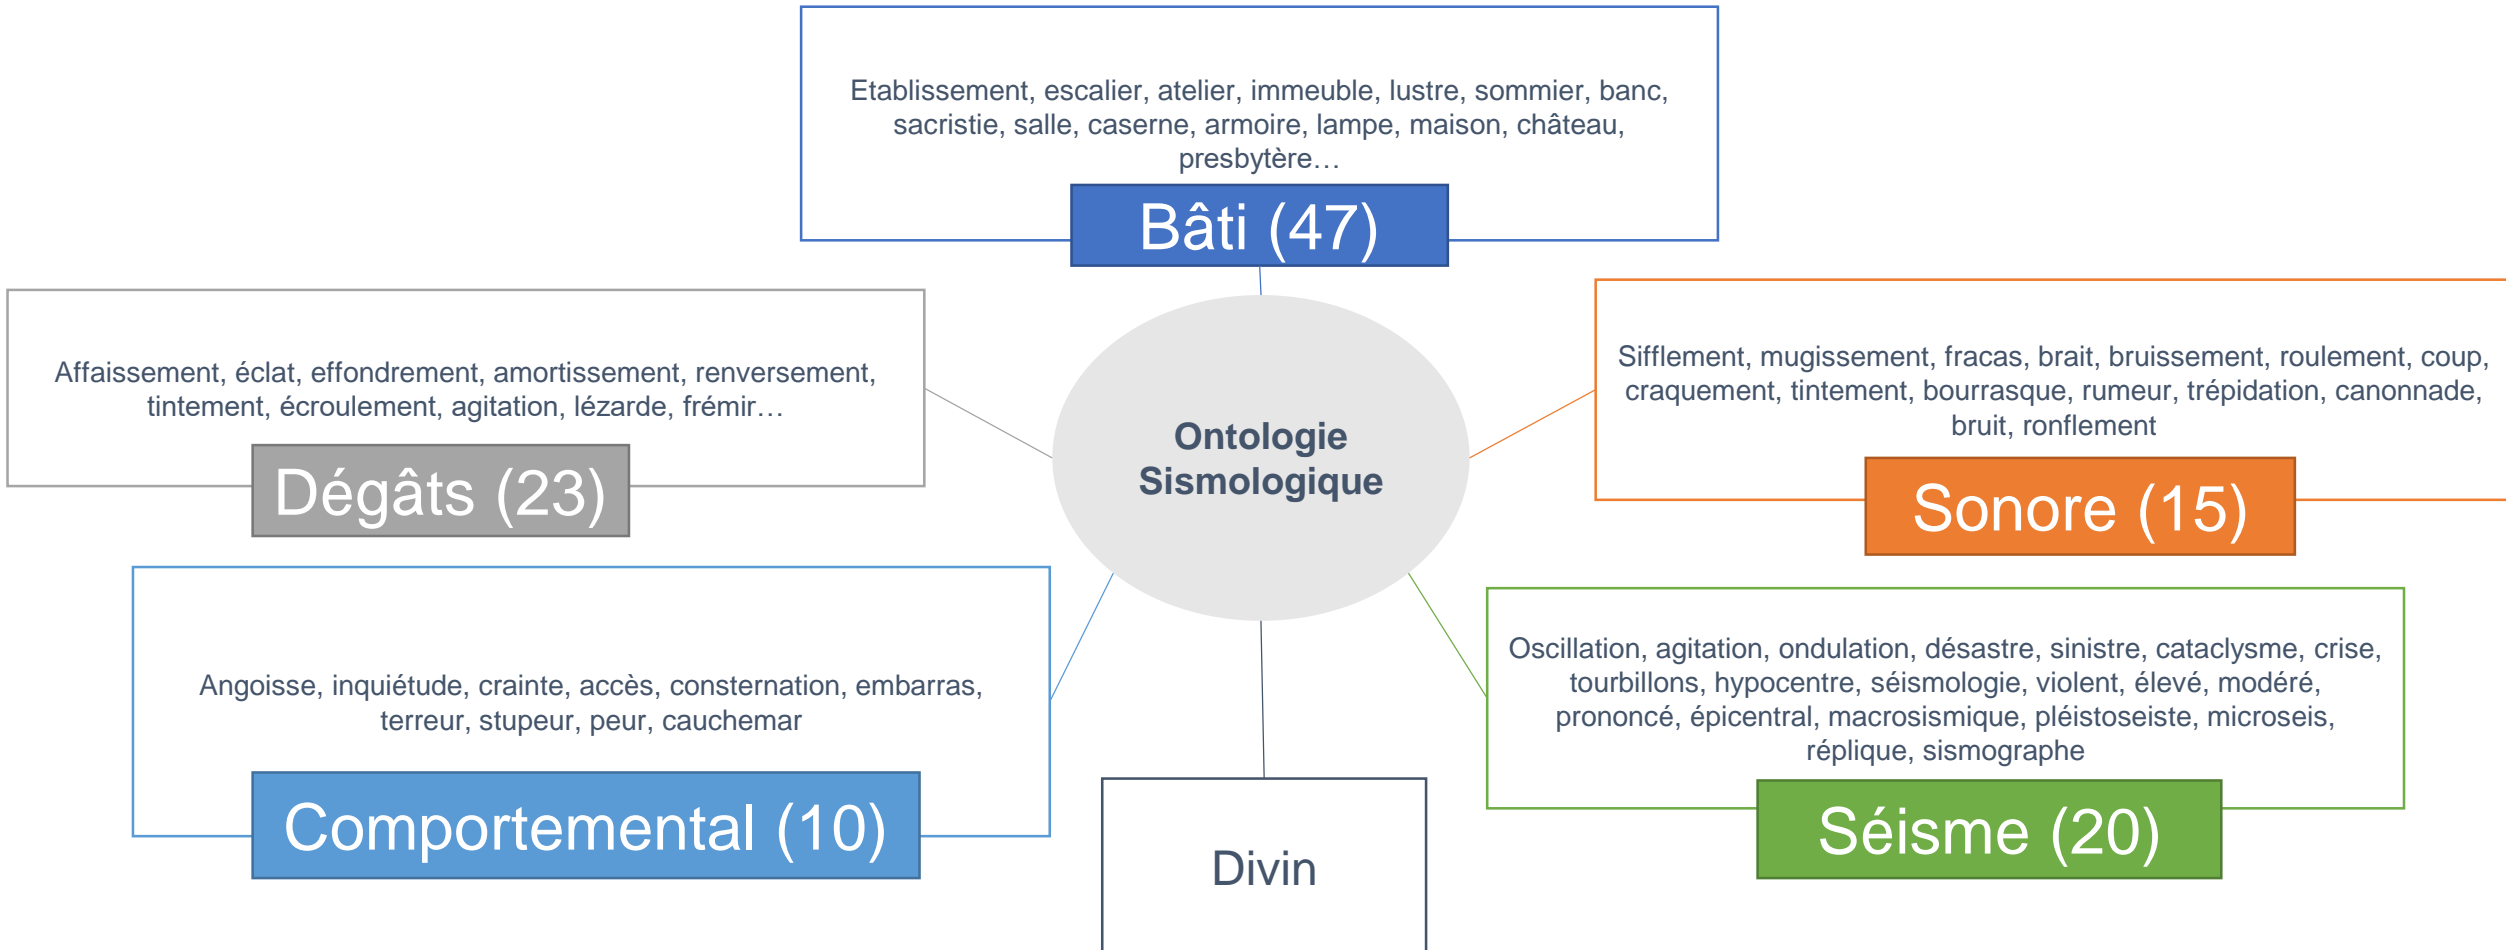 Etablissement, escalier, atelier, immeuble, lustre, sommier, banc,
sacristie, salle, caserne, armoire, lampe, maison, château,
presbytère…
Bâti (47)
Affaissement, éclat, effondrement, amortissement, renversement,
tintement, écroulement, agitation, lézarde, frémir…
Dégâts (23)
Ontologie
Sismologique
Sifflement, mugissement, fracas, brait, bruissement, roulement, coup,
craquement, tintement, bourrasque, rumeur, trépidation, canonnade,
bruit, ronflement
Sonore (15)
Angoisse, inquiétude, crainte, accès, consternation, embarras,
terreur, stupeur, peur, cauchemar
Comportemental (10)
Oscillation, agitation, ondulation, désastre, sinistre, cataclysme, crise,
tourbillons, hypocentre, séismologie, violent, élevé, modéré,
prononcé, épicentral, macrosismique, pléistoseiste, microseis,
réplique, sismographe
Séisme (20)
Divin